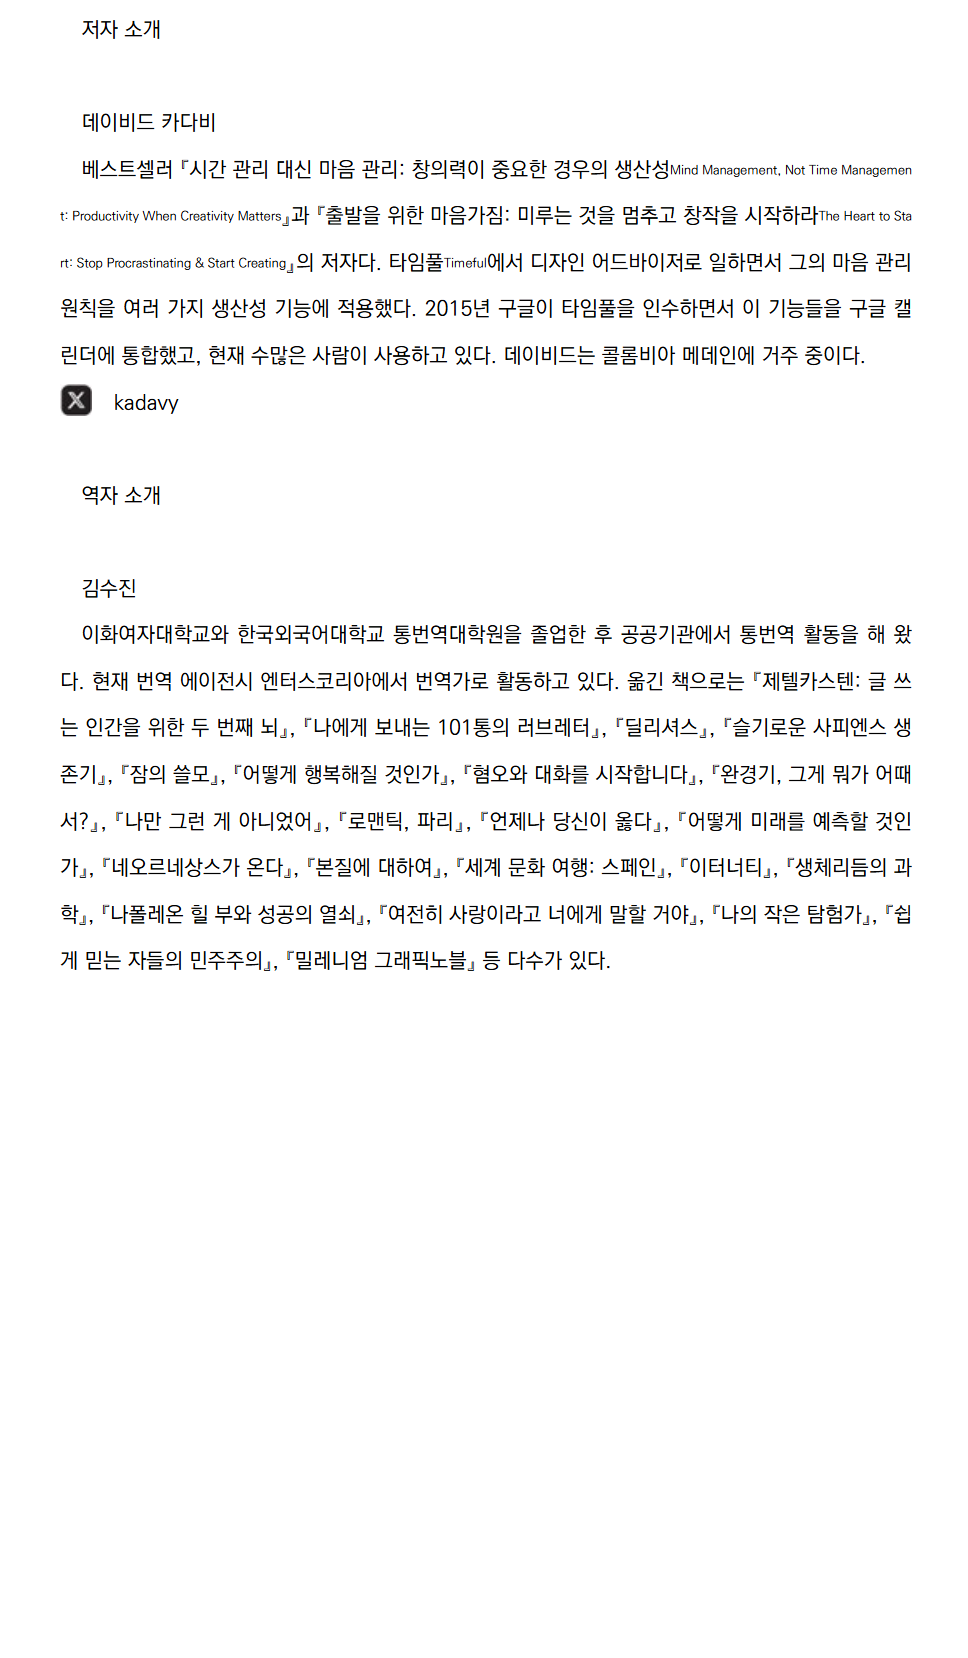 저자 소개
데이비드 카다비
베스트셀러 『시간 관리 대신 마음 관리: 창의력이 중요한 경우의 생산성Mind Management, Not Time Managemen
t: Productivity When Creativity Matters』과 『출발을 위한 마음가짐: 미루는 것을 멈추고 창작을 시작하라The Heart to Sta
rt: Stop Procrastinating & Start Creating』의 저자다. 타임풀Timeful에서 디자인 어드바이저로 일하면서 그의 마음 관리
원칙을 여러 가지 생산성 기능에 적용했다. 2015년 구글이 타임풀을 인수하면서 이 기능들을 구글 캘
린더에 통합했고, 현재 수많은 사람이 사용하고 있다. 데이비드는 콜롬비아 메데인에 거주 중이다.
X kadavy
역자 소개
김수진
이화여자대학교와 한국외국어대학교 통번역대학원을 졸업한 후 공공기관에서 통번역 활동을 해 왔
다. 현재 번역 에이전시 엔터스코리아에서 번역가로 활동하고 있다. 옮긴 책으로는 『제텔카스텐: 글 쓰
는 인간을 위한 두 번째 뇌』, 『나에게 보내는 101통의 러브레터』, 『딜리셔스』, 『슬기로운 사피엔스 생
존기』, 『잠의 쓸모』, 『어떻게 행복해질 것인가』, 『혐오와 대화를 시작합니다』, 『완경기, 그게 뭐가 어때
서?』, 『나만 그런 게 아니었어』, 『로맨틱, 파리』, 『언제나 당신이 옳다』, 『어떻게 미래를 예측할 것인
가』, 『네오르네상스가 온다』, 『본질에 대하여』, 『세계 문화 여행: 스페인』, 『이터너티』, 『생체리듬의 과
학』, 『나폴레온 힐 부와 성공의 열쇠』, 『여전히 사랑이라고 너에게 말할 거야』, 『나의 작은 탐험가』, 『쉽
게 믿는 자들의 민주주의』, 『밀레니엄 그래픽노블』 등 다수가 있다.